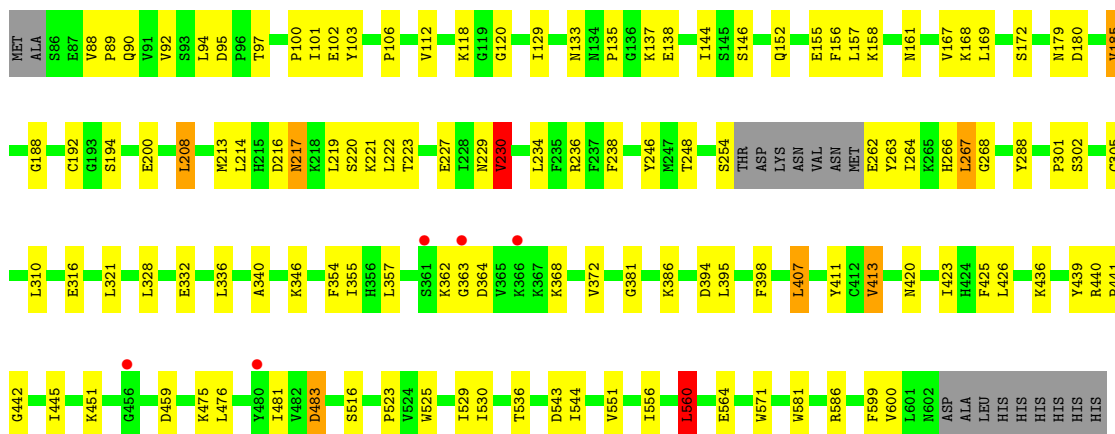 MET ALA S86 E87 V88 P89 Q90 V91 V92 S93 L94 D95 P96 T97 P100 I101 E102 Y103 P106 V112 K118 G119 G120 I129 N133 N134 P135 G136 K137 E138 I144 S145 S146 Q152 E155 F156 L157 K158 N161 V167 K168 L169 S172 N179 D180
G188 C192 G193 S194 E200 L208 M213 L214 H215 D216 N217 K218 L219 S220 K221 L222 T223 E227 I228 N229 V230 L234 F235 R236 F237 F238 Y246 M247 T248 S254 THR ASP LYS ASN VAL ASN MET E262 Y263 I264 K265 H266 L267 G268 Y288 P301 S302
L310 E316 L321 L328 E332 L336 A340 K346 F354 I355 H356 L357 S361 K362 G363 D364 V365 K366 K367 K368 V372 G381 K386 D394 L395 F398 L407 Y411 C412 V413 N420 I423 H424 F425 L426 K436 Y439 R440
G442 I445 K451 G456 D459 K475 L476 Y480 I481 V482 D483 S516 P523 V524 W525 I529 I530 T536 D543 I544 V551 I556 L560 E564 W571 W581 R586 F599 V600 L601 N602 ASP ALA LEU HIS HIS HIS HIS HIS HIS